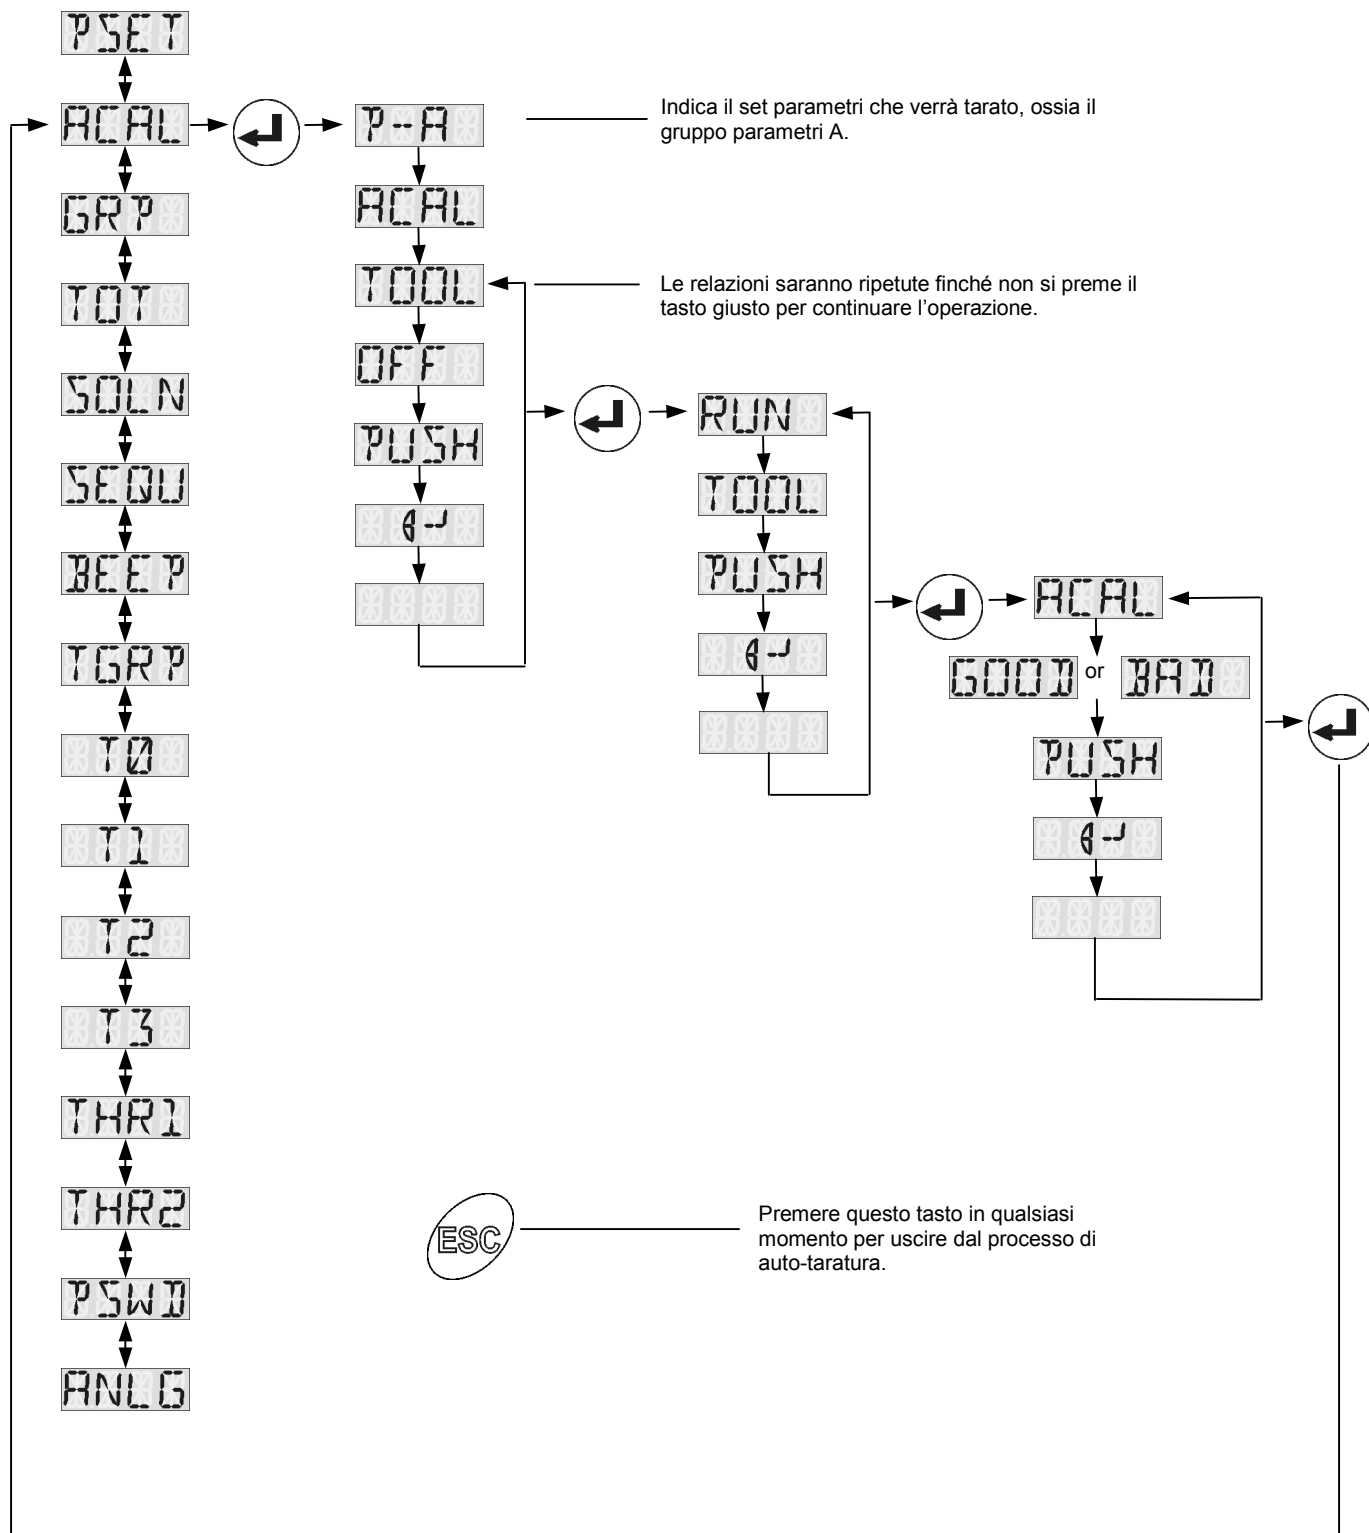 PSET
ACAL
GRP
TOT
SOLN
SEQU
BEEP
TGRP
T0
T1
T2
T3
THR1
THR2
PSWD
ANLG
P-A
Indica il set parametri che verrà tarato, ossia il
gruppo parametri A.
ACAL
TOOL
Le relazioni saranno ripetute finché non si preme il
tasto giusto per continuare l’operazione.
OFF
PUSH
RUN
TOOL
PUSH
ACAL
GOOD or BAD
PUSH
ESC
Premere questo tasto in qualsiasi
momento per uscire dal processo di
auto-taratura.